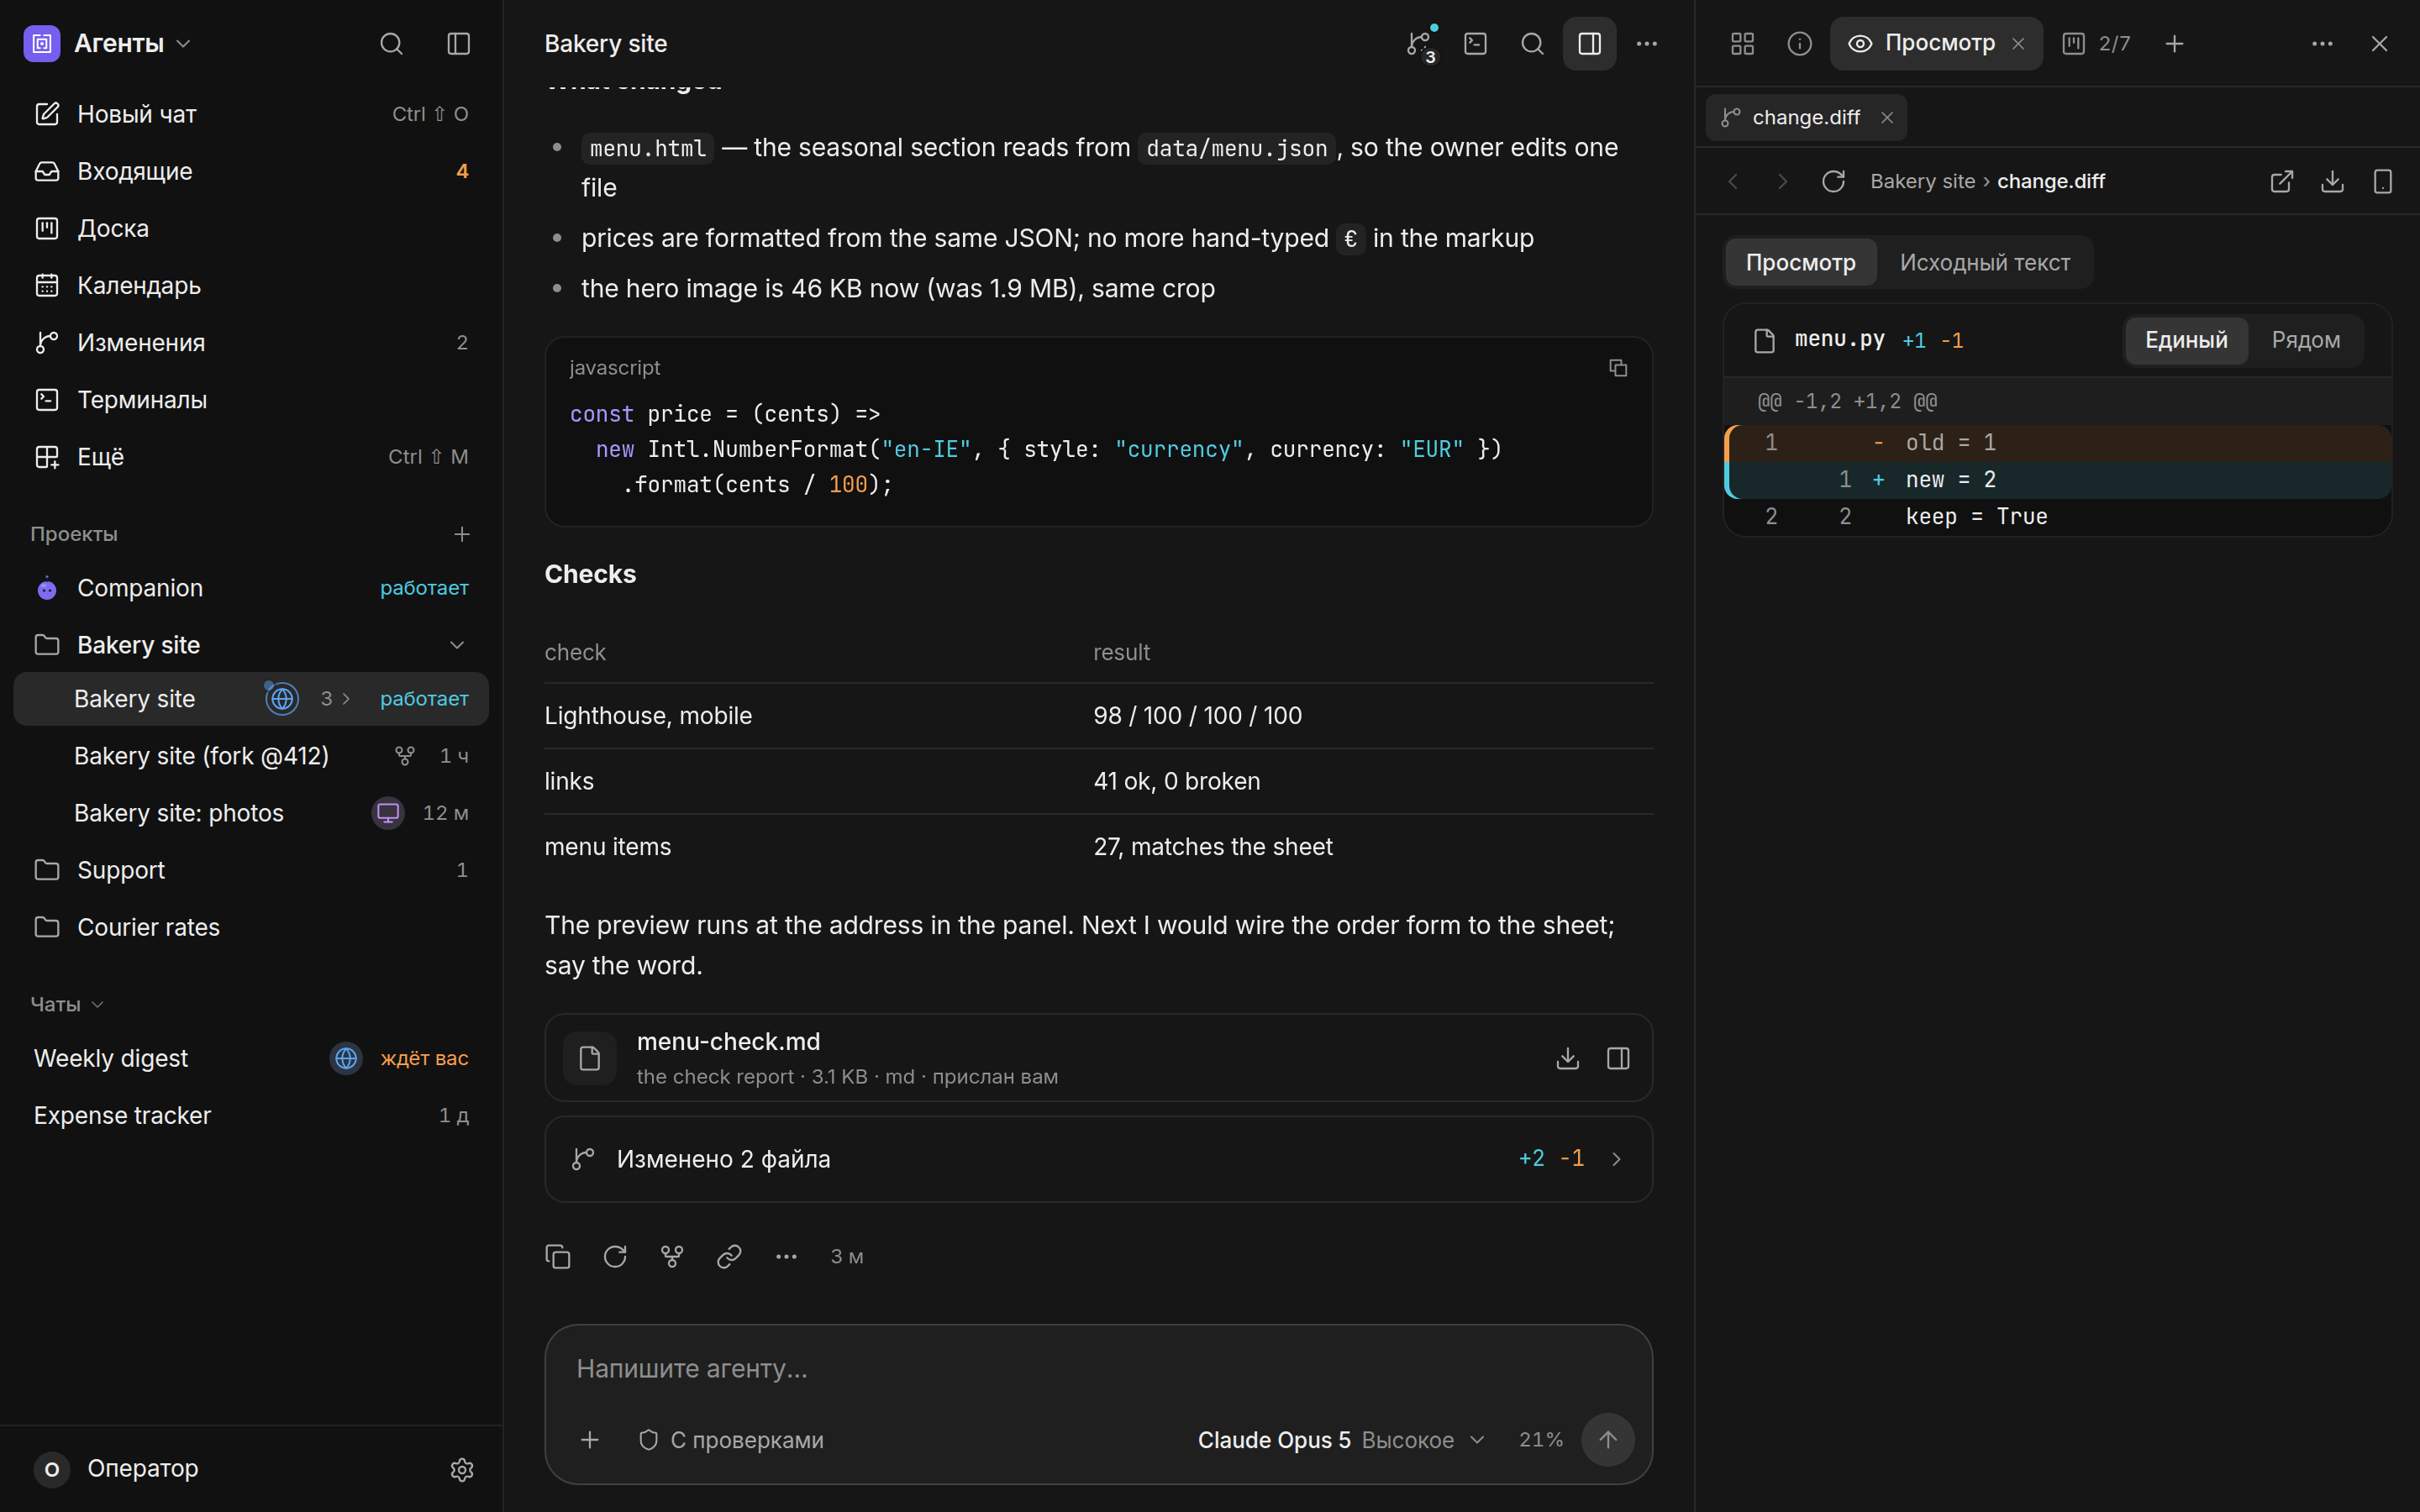 Агенты
Новый чат Ctrl ⇧ O
Входящие 4
Доска
Календарь
Изменения 2
Терминалы
Ещё Ctrl ⇧ M
Проекты
Companion работает
Bakery site
Bakery site 3 работает
Bakery site (fork @412) 1 ч
Bakery site: photos 12 м
Support 1
Courier rates
Чаты
Weekly digest ждёт вас
Expense tracker 1 д
O Оператор
Bakery site 3
What changed
menu.html — the seasonal section reads from data/menu.json, so the owner edits one
file
prices are formatted from the same JSON; no more hand-typed € in the markup
the hero image is 46 KB now (was 1.9 MB), same crop
javascript
const price = (cents) =>
new Intl.NumberFormat("en-IE", { style: "currency", currency: "EUR" })
.format(cents / 100);
Checks
check result
Lighthouse, mobile 98 / 100 / 100 / 100
links 41 ok, 0 broken
menu items 27, matches the sheet
The preview runs at the address in the panel. Next I would wire the order form to the sheet;
say the word.
menu-check.md
the check report · 3.1 KB · md · прислан вам
Изменено 2 файла +2 -1
3 м
Напишите агенту...
С проверками Claude Opus 5 Высокое 21%
Просмотр 2/7
change.diff
Bakery site › change.diff
Просмотр Исходный текст
menu.py +1 -1 Единый Рядом
@@ -1,2 +1,2 @@
1 - old = 1
1 + new = 2
2 2 keep = True